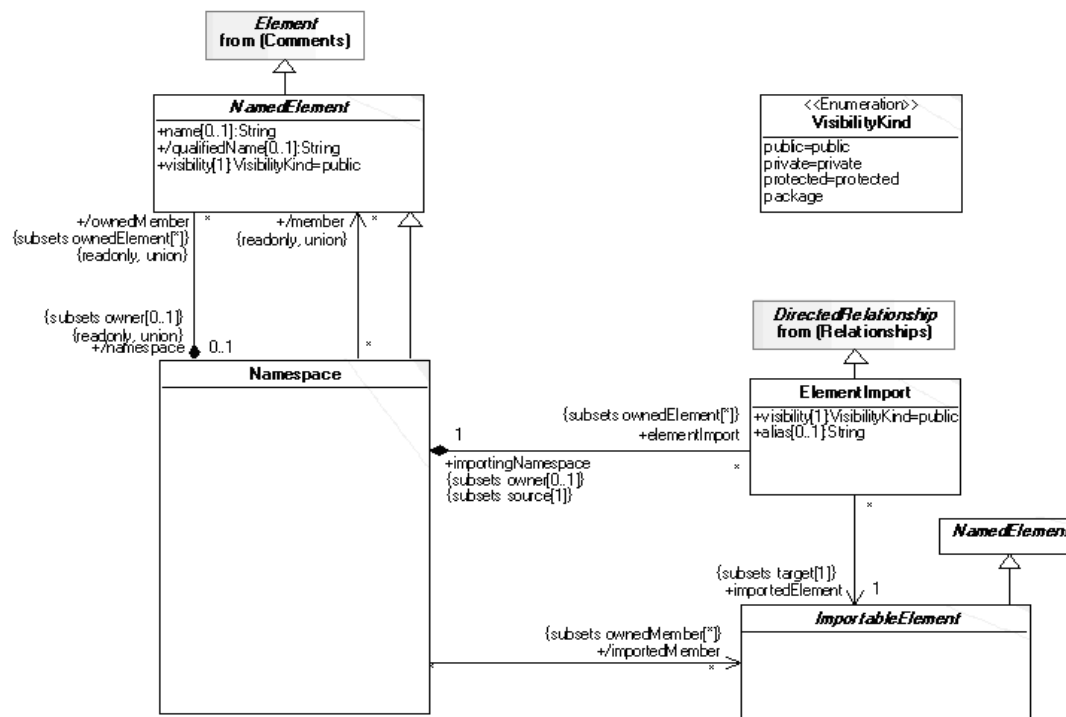 Element
from (Comments)
NamedElement
+name[0..1]:String
+/qualifiedName[0..1]:String
+visibility[1]:VisibilityKind=public
<<Enumeration>>
VisibilityKind
public=public
private=private
protected=protected
package
+/ownedMember
*
{subsets ownedElement[*]}
{readonly, union}
+/member
*
{readonly, union}
{subsets owner[0..1]}
{readonly, union}
+/namespace
0..1
*
Namespace
DirectedRelationship
from (Relationships)
ElementImport
+visibility[1]:VisibilityKind=public
+alias[0..1]:String
{subsets ownedElement[*]}
+elementImport
*
1
+importingNamespace
{subsets owner[0..1]}
{subsets source[1]}
*
NamedElement
{subsets target[1]}
+importedElement
1
ImportableElement
{subsets ownedMember[*]}
+/importedMember
*
*